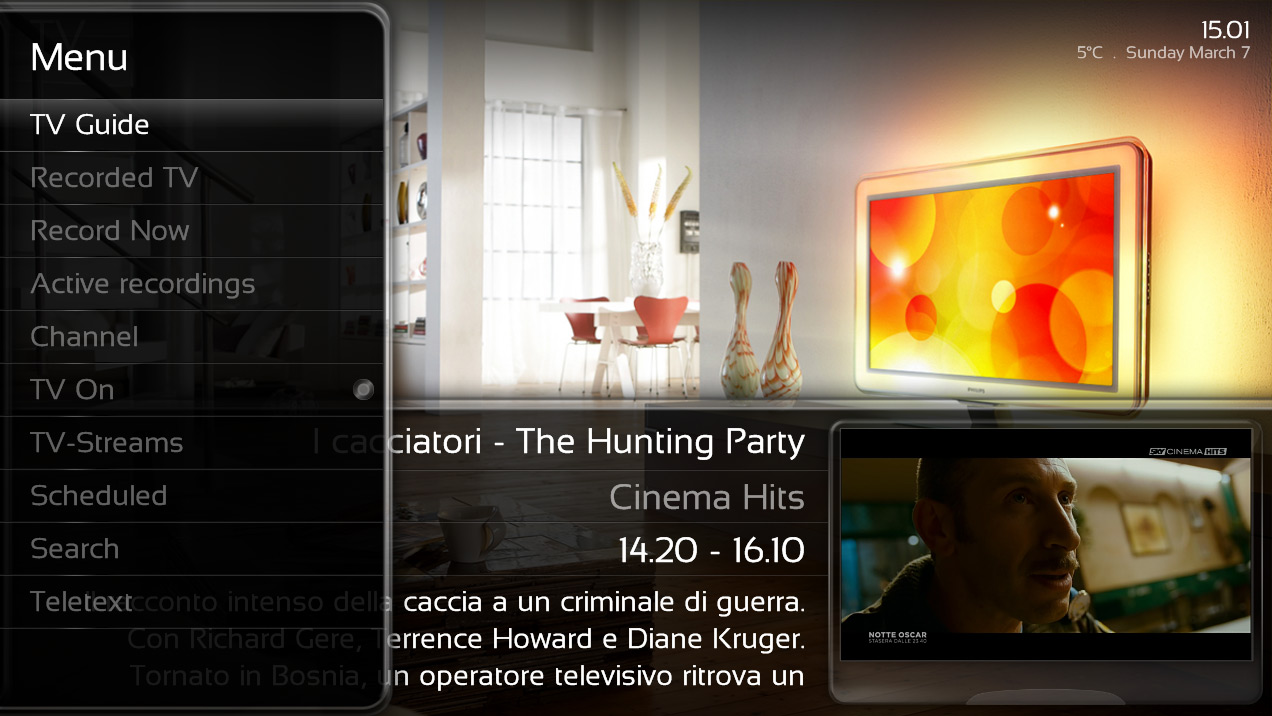 TV
Menu
TV Guide
Recorded TV
Record Now
Active recordings
Channel
TV On
TV-Streams
Scheduled
Search
Teletext
15.01
5°C . Sunday March 7
I cacciatori - The Hunting Party
Cinema Hits
14.20 - 16.10
Il racconto intenso della caccia a un criminale di guerra.
Con Richard Gere, Terrence Howard e Diane Kruger.
Tornato in Bosnia, un operatore televisivo ritrova un
PHILIPS
SKY CINEMA HITS
NOTTE OSCAR
STASERA DALLE 23.40